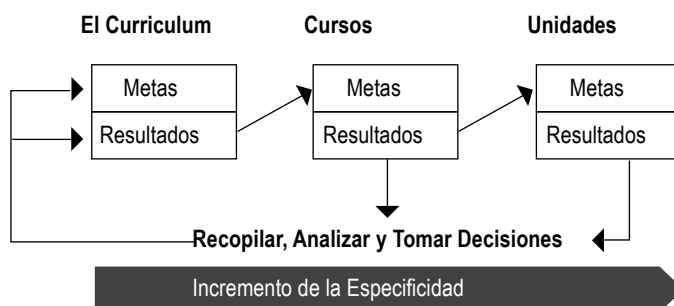 El Curriculum
Cursos
Unidades
Metas
Metas
Metas
Resultados
Resultados
Resultados
Recopilar, Analizar y Tomar Decisiones
Incremento de la Especificidad